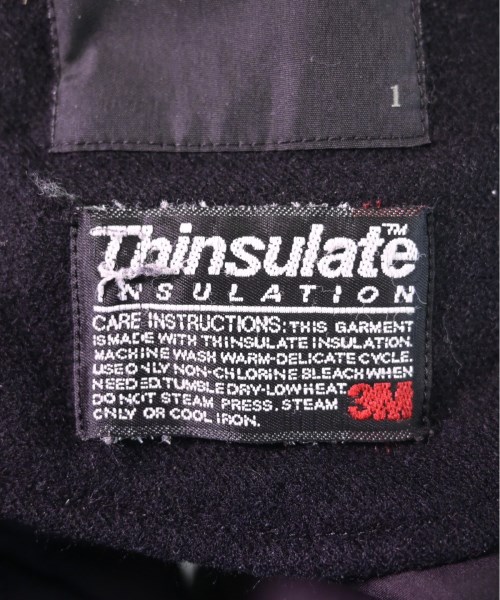 1
Thinsulate™
INSULATION
CARE INSTRUCTIONS: THIS GARMENT
IS MADE WITH THINSULATE INSULATION.
MACHINE WASH WARM-DELICATE CYCLE.
USE ONLY NON-CHLORINE BLEACH WHEN
NEEDED. TUMBLE DRY-LOW HEAT.
DO NOT STEAM PRESS. STEAM
ONLY OR COOL IRON.
3M